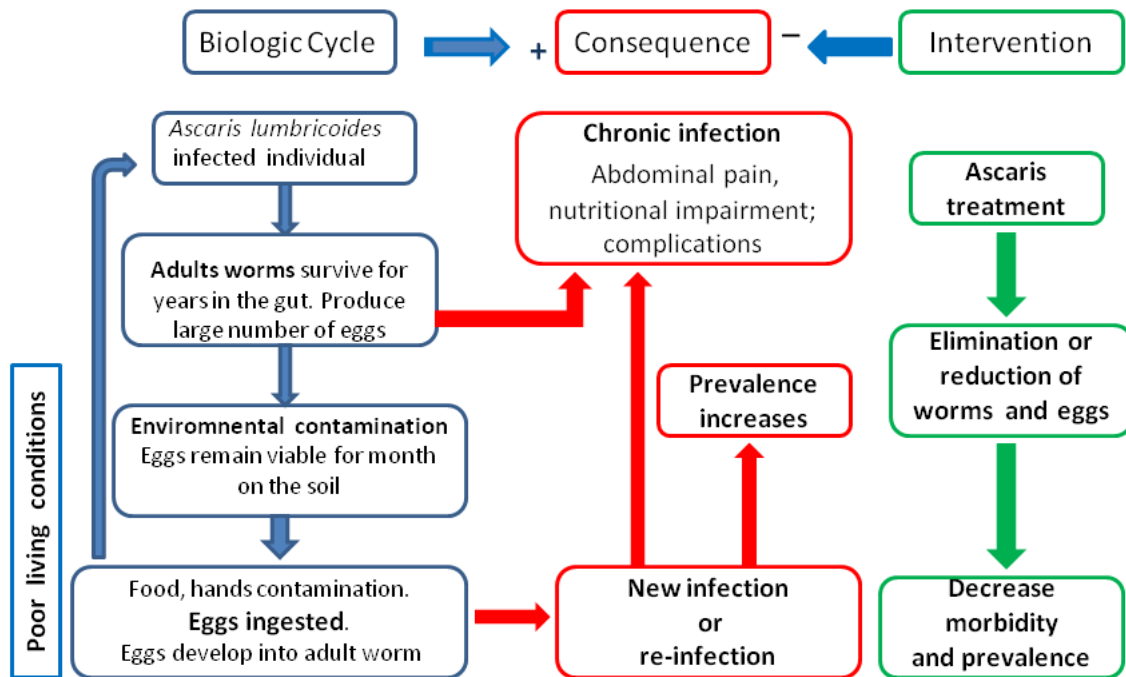 Biologic Cycle
+
Consequence
–
Intervention
Ascaris lumbricoides
infected individual
Adults worms survive for
years in the gut. Produce
large number of eggs
Enviromnental contamination
Eggs remain viable for month
on the soil
Food, hands contamination.
Eggs ingested.
Eggs develop into adult worm
Poor living conditions
Chronic infection
Abdominal pain,
nutritional impairment;
complications
Prevalence
increases
New infection
or
re-infection
Ascaris
treatment
Elimination or
reduction of
worms and eggs
Decrease
morbidity
and prevalence